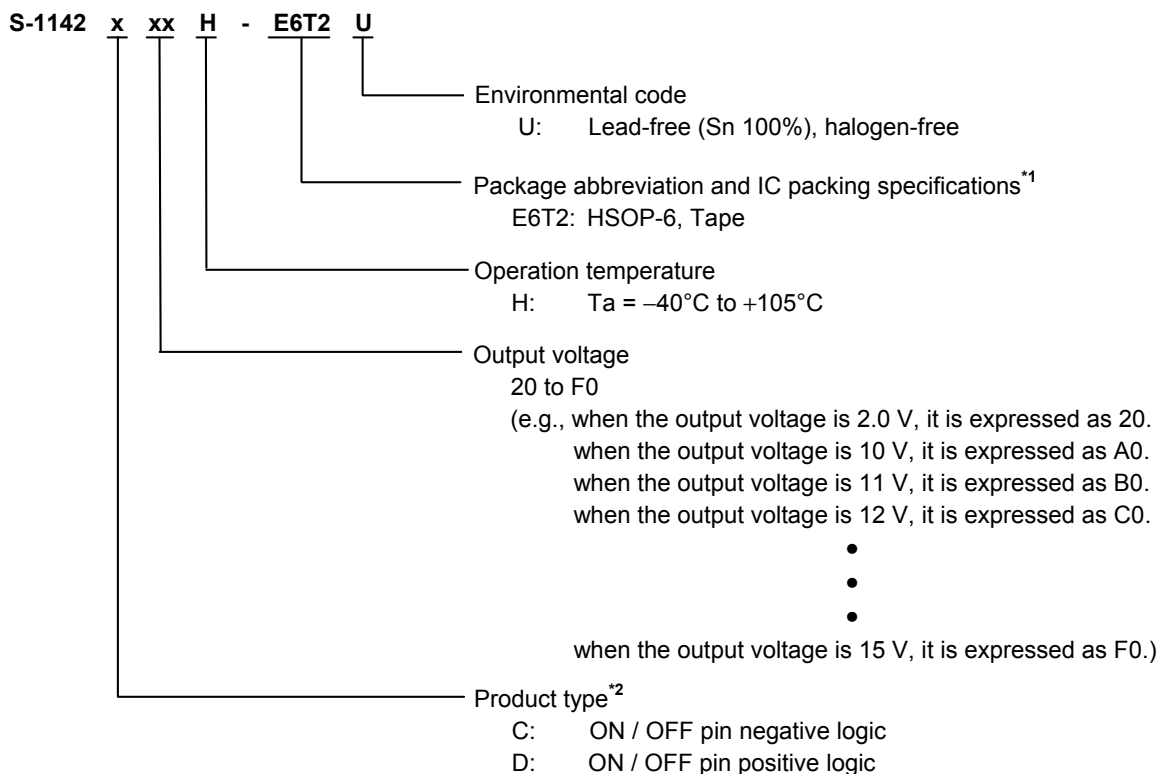 S-1142 x xx H - E6T2 U
Environmental code
U: Lead-free (Sn 100%), halogen-free
Package abbreviation and IC packing specifications*1
E6T2: HSOP-6, Tape
Operation temperature
H: Ta = −40°C to +105°C
Output voltage
20 to F0
(e.g., when the output voltage is 2.0 V, it is expressed as 20.
when the output voltage is 10 V, it is expressed as A0.
when the output voltage is 11 V, it is expressed as B0.
when the output voltage is 12 V, it is expressed as C0.
•
•
•
when the output voltage is 15 V, it is expressed as F0.)
Product type*2
C: ON / OFF pin negative logic
D: ON / OFF pin positive logic